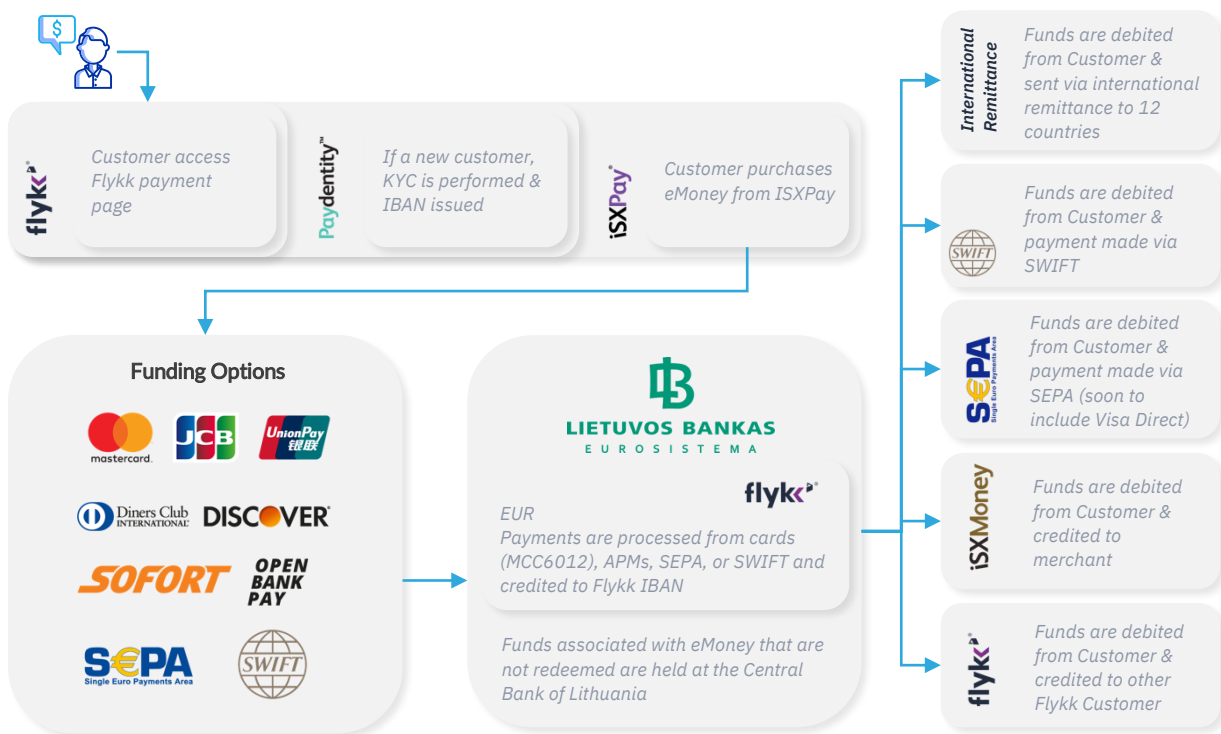 $
flykk
Customer access
Flykk payment
page
Paydentity™
If a new customer,
KYC is performed &
IBAN issued
iSXPay®
Customer purchases
eMoney from ISXPay
Funding Options
mastercard.
JCB
UnionPay
银联
Diners Club
INTERNATIONAL
DISCOVER
SOFORT
OPEN
BANK
PAY
S€PA
Single Euro Payments Area
SWIFT
LIETUVOS BANKAS
EUROSISTEMA
flykk
EUR
Payments are processed from cards
(MCC6012), APMs, SEPA, or SWIFT and
credited to Flykk IBAN
Funds associated with eMoney that are
not redeemed are held at the Central
Bank of Lithuania
International
Remittance
Funds are debited
from Customer &
sent via international
remittance to 12
countries
SWIFT
Funds are debited
from Customer &
payment made via
SWIFT
S€PA
Single Euro Payments Area
Funds are debited
from Customer &
payment made via
SEPA (soon to
include Visa Direct)
iSXMoney
Funds are debited
from Customer &
credited to
merchant
flykk
Funds are debited
from Customer &
credited to other
Flykk Customer